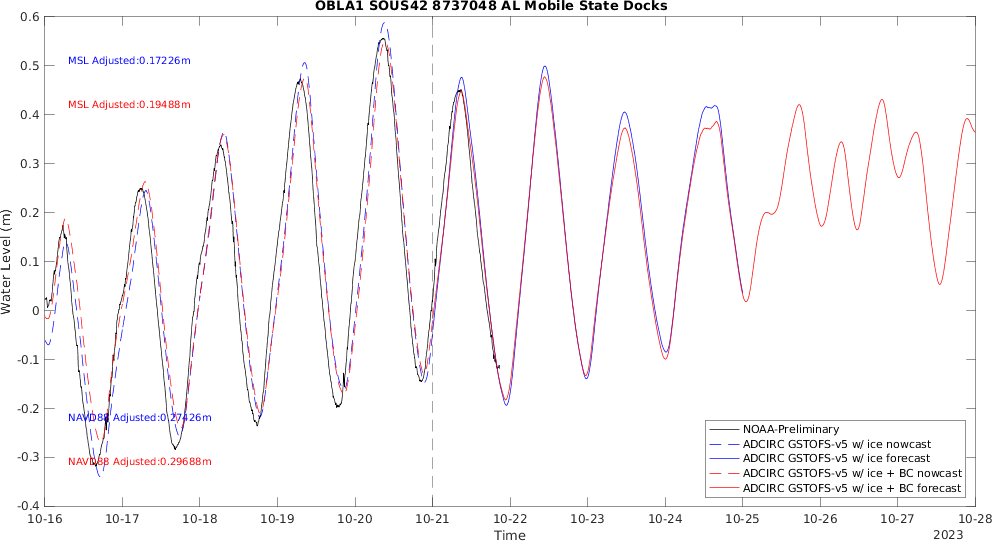 OBLA1 SOUS42 8737048 AL Mobile State Docks
Water Level (m)
0.6
0.5
0.4
0.3
0.2
0.1
0
-0.1
-0.2
-0.3
-0.4
MSL Adjusted:0.17226m
MSL Adjusted:0.19488m
NAVD88 Adjusted:0.27426m
NAVD88 Adjusted:0.29688m
NOAA-Preliminary
ADCIRC GSTOFS-v5 w/ ice nowcast
ADCIRC GSTOFS-v5 w/ ice forecast
ADCIRC GSTOFS-v5 w/ ice + BC nowcast
ADCIRC GSTOFS-v5 w/ ice + BC forecast
10-16 10-17 10-18 10-19 10-20 10-21 10-22 10-23 10-24 10-25 10-26 10-27 10-28
Time
2023